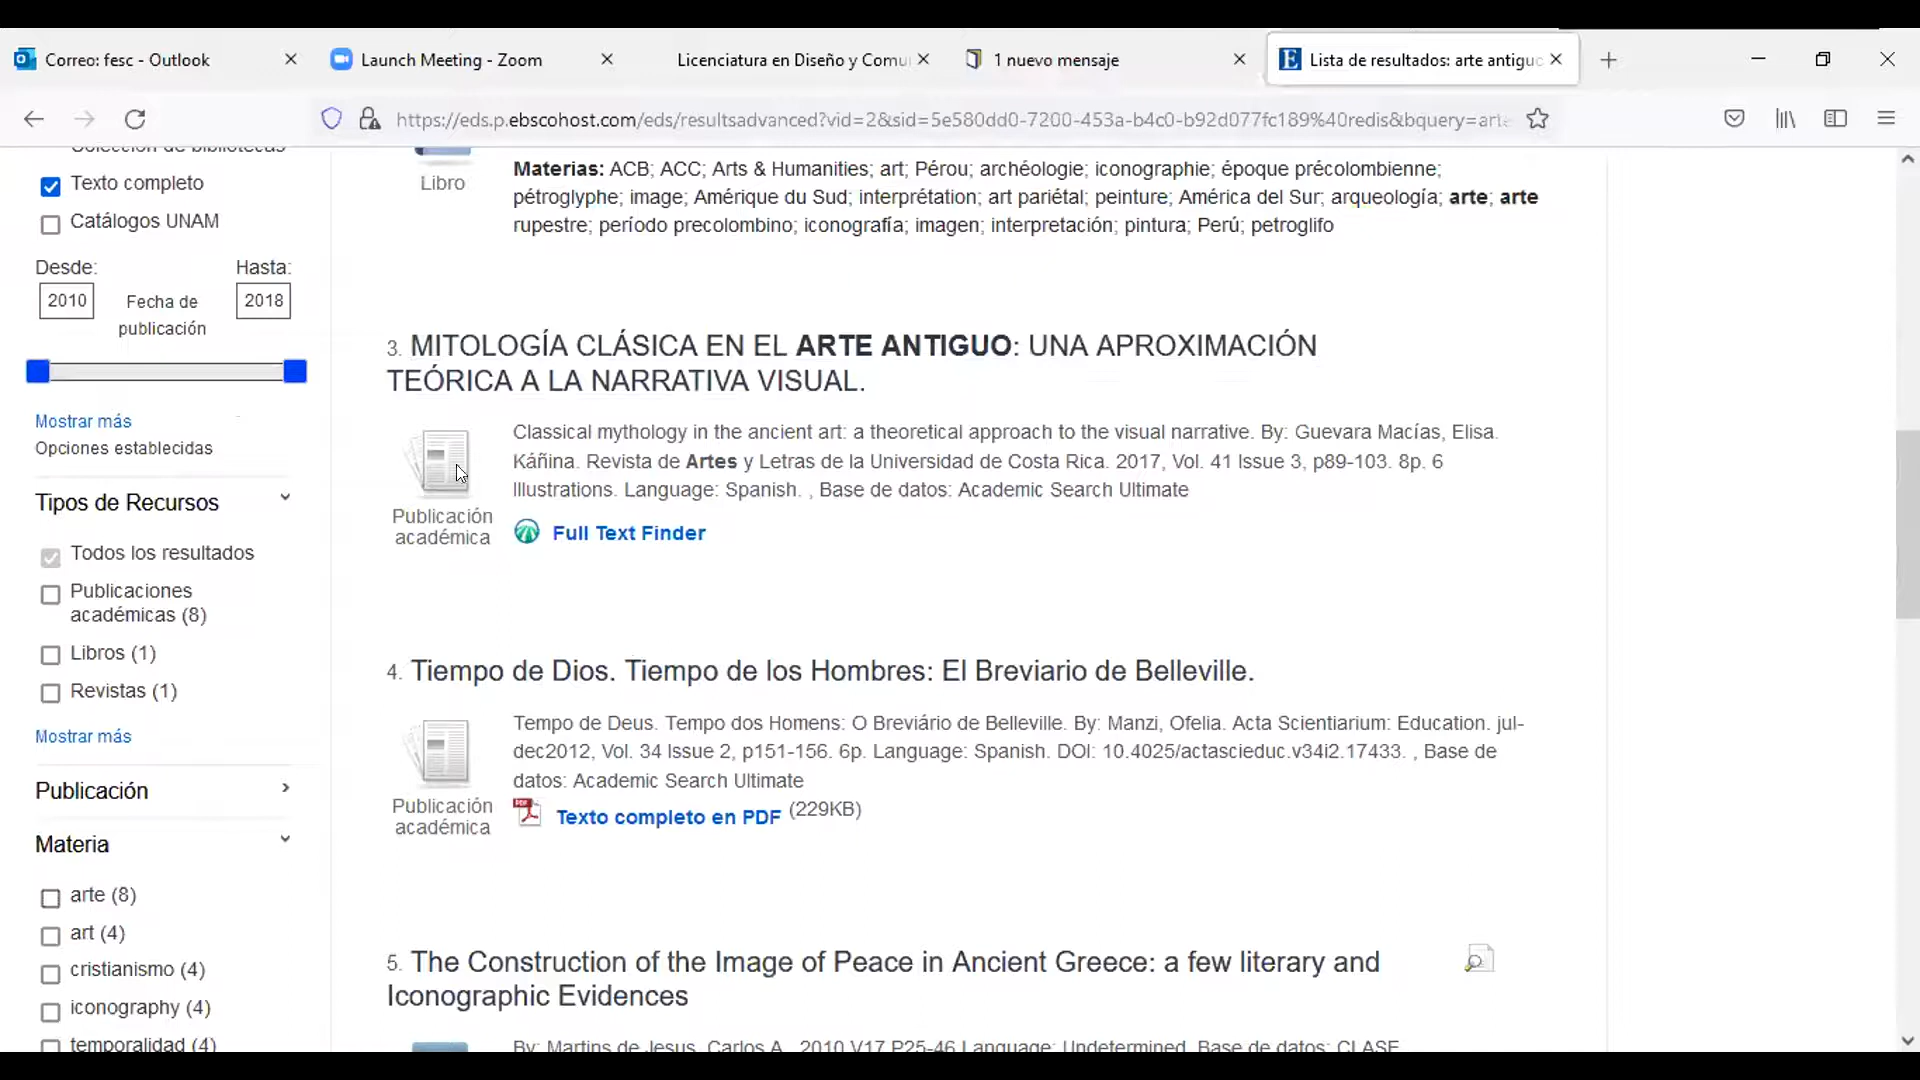 Correo: fesc - Outlook
Launch Meeting - Zoom
Licenciatura en Diseño y Comu
1 nuevo mensaje
Lista de resultados: arte antiguo
https://eds.p.ebscohost.com/eds/resultsadvanced?vid=2&sid=5e580dd0-7200-453a-b4c0-b92d077fc189%40redis&bquery=arte
Colección de bibliotecas
Texto completo
Catálogos UNAM
Desde:
Hasta:
2010
Fecha de
publicación
2018
Mostrar más
Opciones establecidas
Tipos de Recursos
Todos los resultados
Publicaciones
académicas (8)
Libros (1)
Revistas (1)
Mostrar más
Publicación
Materia
arte (8)
art (4)
cristianismo (4)
iconography (4)
temporalidad (4)
Libro
Materias: ACB; ACC; Arts & Humanities; art; Pérou; archéologie; iconographie; époque précolombienne;
pétroglyphe; image; Amérique du Sud; interprétation; art pariétal; peinture; América del Sur; arqueología; arte; arte
rupestre; período precolombino; iconografía; imagen; interpretación; pintura; Perú; petroglifo
3. MITOLOGÍA CLÁSICA EN EL ARTE ANTIGUO: UNA APROXIMACIÓN
TEÓRICA A LA NARRATIVA VISUAL.
Publicación
académica
Classical mythology in the ancient art: a theoretical approach to the visual narrative. By: Guevara Macías, Elisa.
Káñina. Revista de Artes y Letras de la Universidad de Costa Rica. 2017, Vol. 41 Issue 3, p89-103. 8p. 6
Illustrations. Language: Spanish. , Base de datos: Academic Search Ultimate
Full Text Finder
4. Tiempo de Dios. Tiempo de los Hombres: El Breviario de Belleville.
Publicación
académica
Tempo de Deus. Tempo dos Homens: O Breviário de Belleville. By: Manzi, Ofelia. Acta Scientiarium: Education. jul-
dec2012, Vol. 34 Issue 2, p151-156. 6p. Language: Spanish. DOI: 10.4025/actascieduc.v34i2.17433. , Base de
datos: Academic Search Ultimate
PDF
Texto completo en PDF (229KB)
5. The Construction of the Image of Peace in Ancient Greece: a few literary and
Iconographic Evidences
By: Martins de Jesus, Carlos A., 2010 V17 P25-46 Language: Undetermined, Base de datos: CLASE